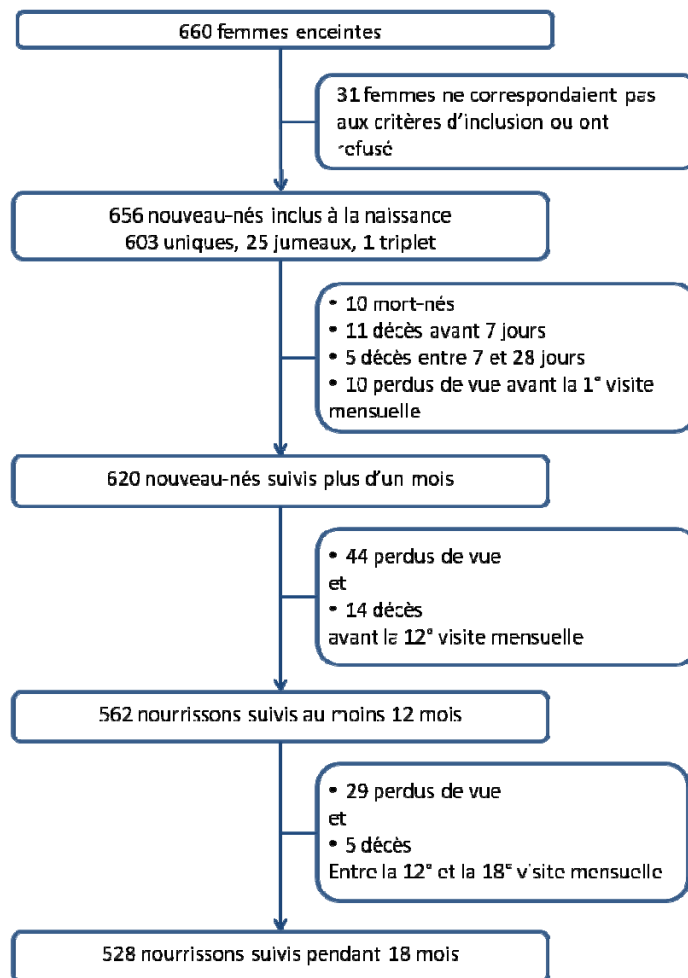 660 femmes enceintes
31 femmes ne correspondaient pas
aux critères d'inclusion ou ont
refusé
656 nouveau-nés inclus à la naissance
603 uniques, 25 jumeaux, 1 triplet
• 10 mort-nés
• 11 décès avant 7 jours
• 5 décès entre 7 et 28 jours
• 10 perdus de vue avant la 1° visite
mensuelle
620 nouveau-nés suivis plus d'un mois
• 44 perdus de vue
et
• 14 décès
avant la 12° visite mensuelle
562 nourrissons suivis au moins 12 mois
• 29 perdus de vue
et
• 5 décès
Entre la 12° et la 18° visite mensuelle
528 nourrissons suivis pendant 18 mois